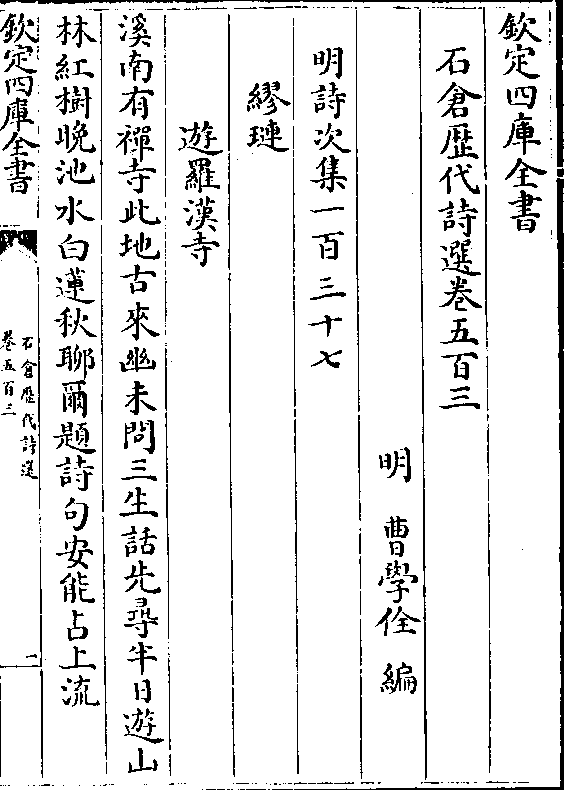 欽定四庫全書
石倉歴代詩選卷五百三
明 曹學佺 編
明詩次集一百三十七
繆璉
遊羅漢寺
溪南有禪寺此地古來幽未問三生話先尋半日遊山
林紅樹晚池水白蓮秋聊爾題詩句安能占上流
欽定四庫全書
石倉歴代詩選
卷五百三
一